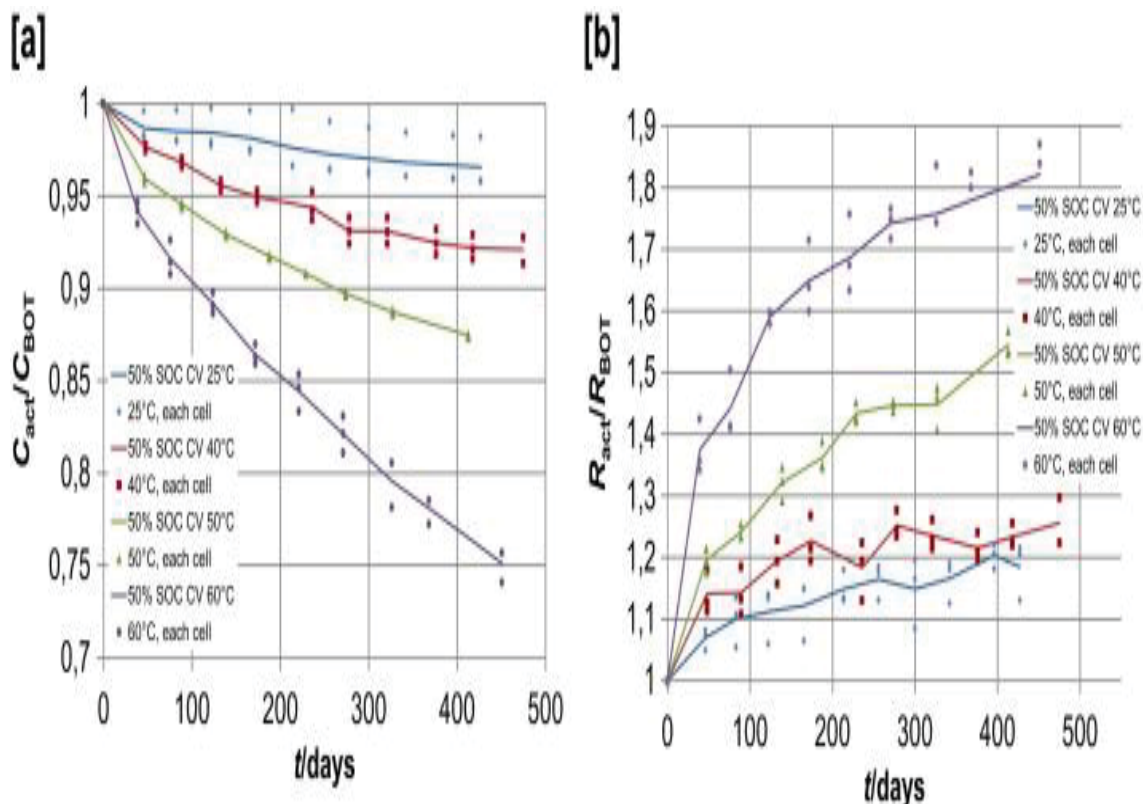 [a]
1
0,95
0,9
0,85
0,8
0,75
0,7
C_act/C_BOT
50% SOC CV 25°C
25°C, each cell
50% SOC CV 40°C
40°C, each cell
50% SOC CV 50°C
50°C, each cell
50% SOC CV 60°C
60°C, each cell
0 100 200 300 400 500
t/days
[b]
1,9
1,8
1,7
1,6
1,5
1,4
1,3
1,2
1,1
1
R_act/R_BOT
50% SOC CV 25°C
25°C, each cell
50% SOC CV 40°C
40°C, each cell
50% SOC CV 50°C
50°C, each cell
50% SOC CV 60°C
60°C, each cell
0 100 200 300 400 500
t/days